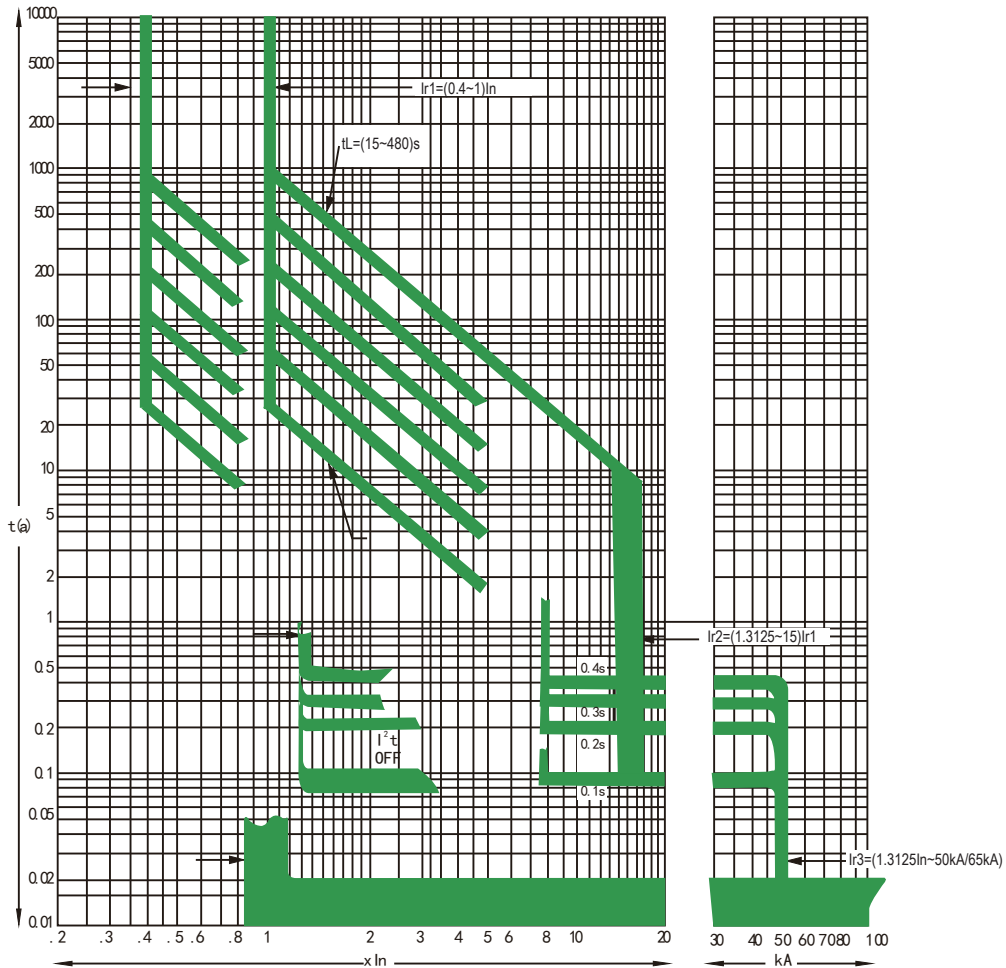 10000
5000
2000
1000
500
200
100
50
20
10
5
2
1
0.5
0.2
0.1
0.05
0.02
0.01
t(a)
Ir1=(0.4~1)In
tL=(15~480)s
Ir2=(1.3125~15)Ir1
0.4s
0.3s
0.2s
0.1s
I²t
OFF
Ir3=(1.3125In~50kA/65kA)
.2 .3 .4 .5 .6 .8 1 2 3 4 5 6 8 10 20 30 40 50 60 70 80 100
xIn kA